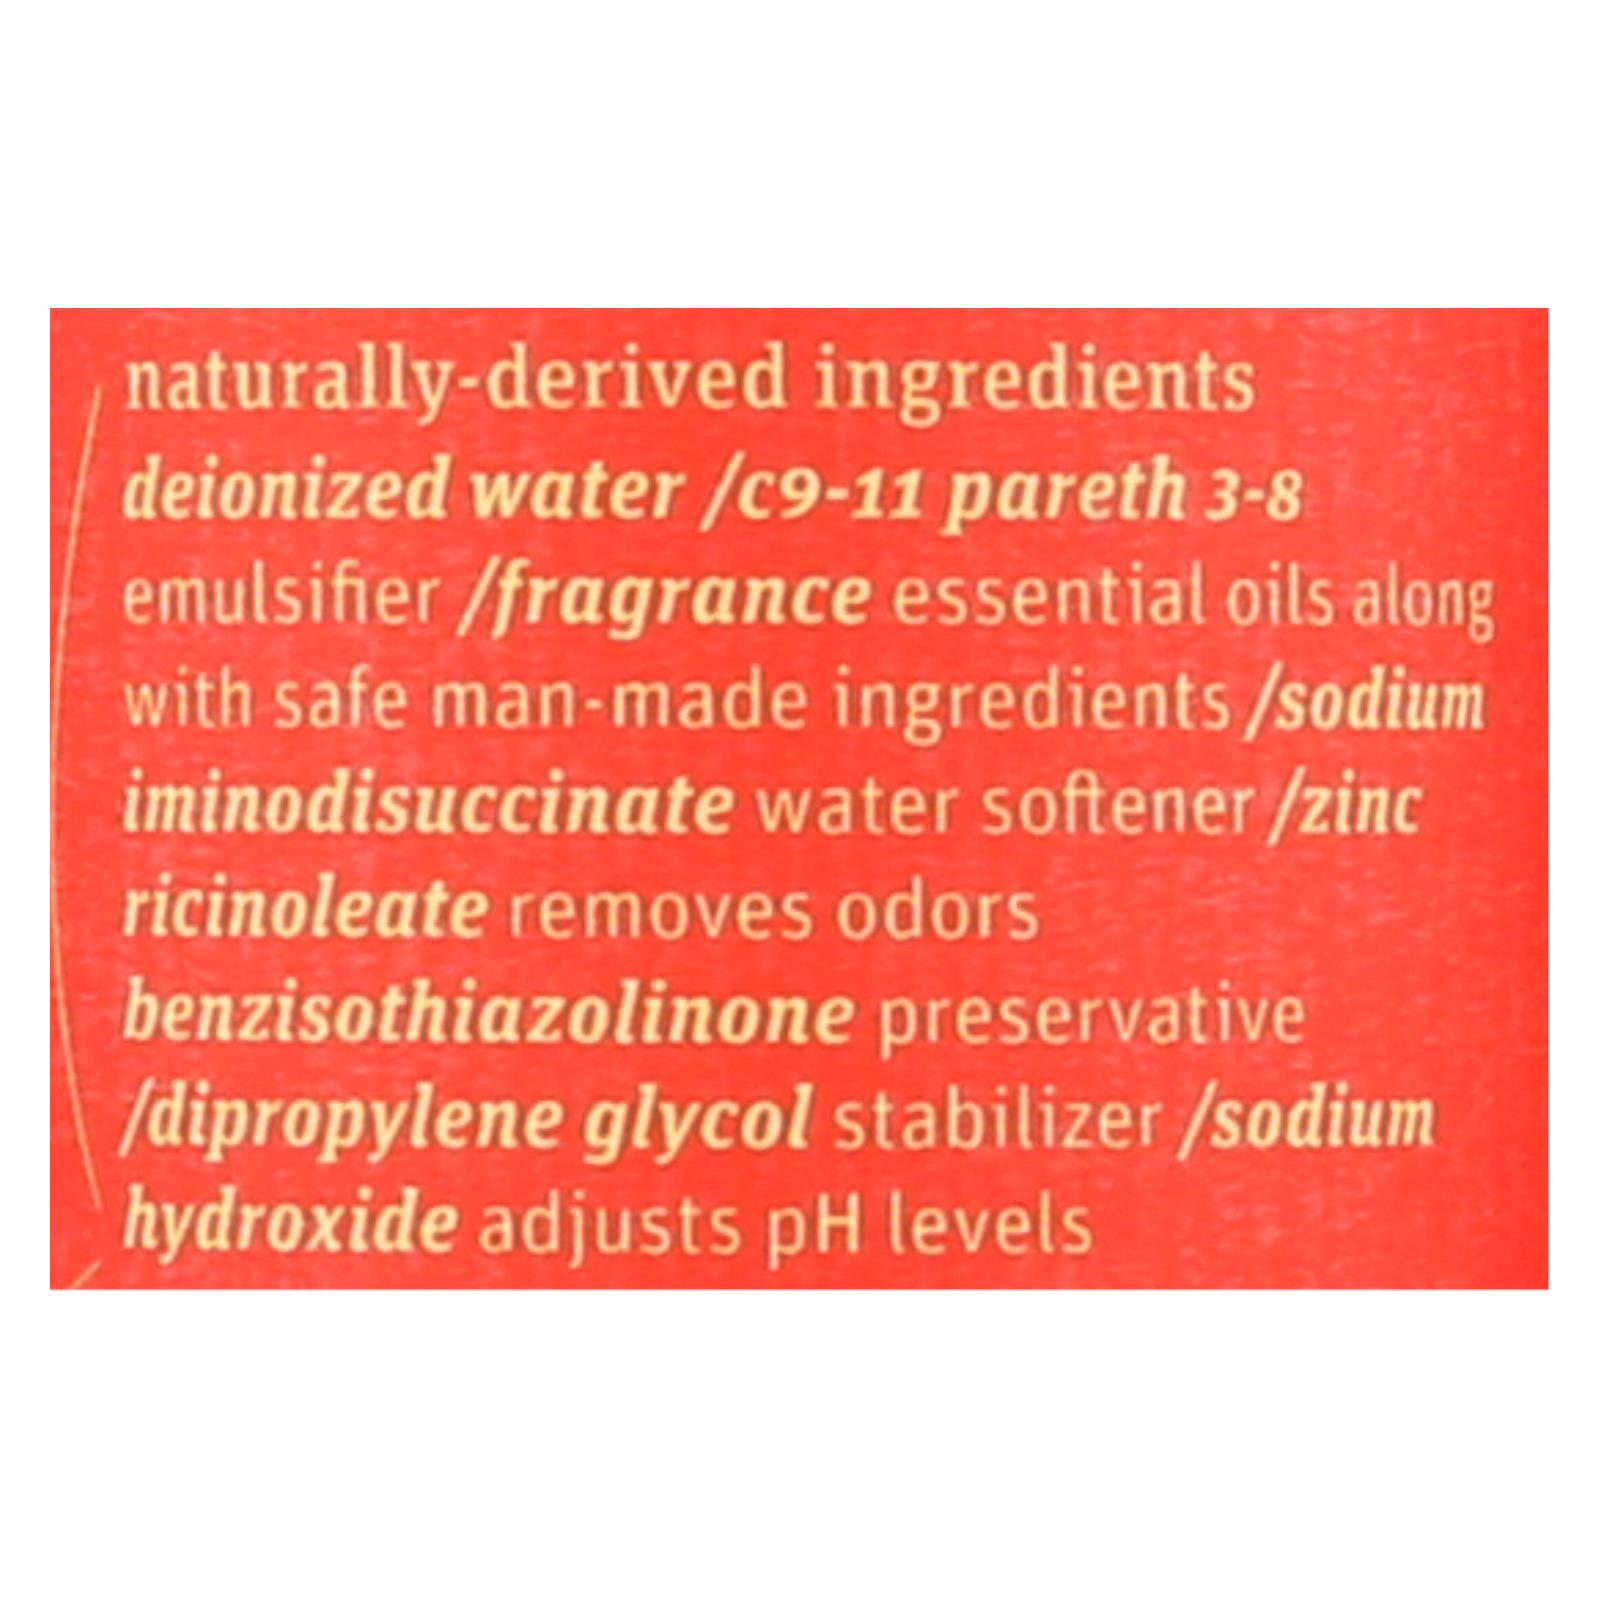 naturally-derived ingredients
deionized water /c9-11 pareth 3-8
emulsifier /fragrance essential oils along
with safe man-made ingredients /sodium
iminodisuccinate water softener /zinc
ricinoleate removes odors
benzisothiazolinone preservative
/dipropylene glycol stabilizer /sodium
hydroxide adjusts pH levels